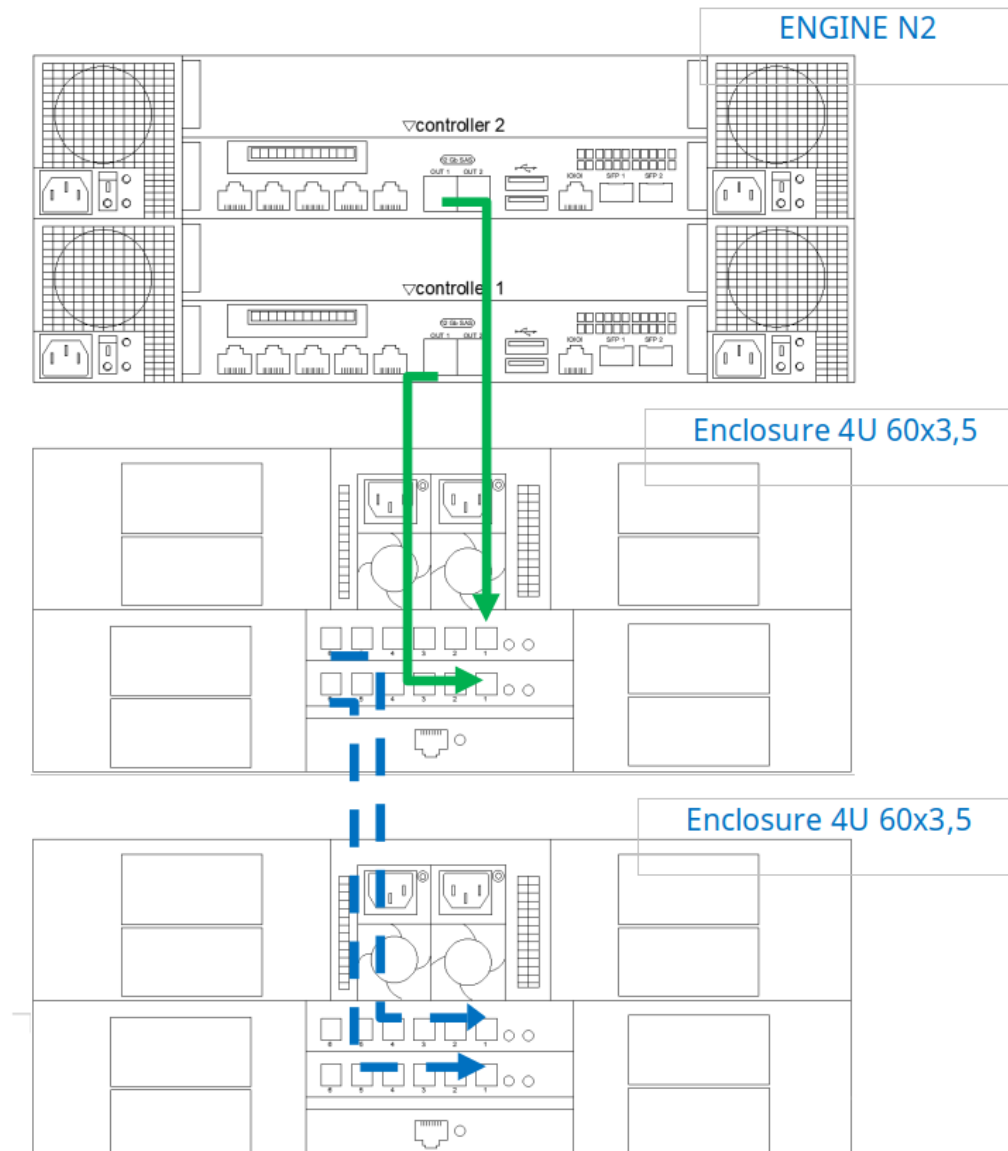 ENGINE N2
▽controller 2
12 Gb SAS
OUT 1 OUT 2
IOIOI SFP 1 SFP 2
▽controller 1
12 Gb SAS
OUT 1 OUT 2
IOIOI SFP 1 SFP 2
Enclosure 4U 60x3,5
4 3 2 1
6 5 4 3 2 1
Enclosure 4U 60x3,5
6 5 4 3 2 1
6 5 4 3 2 1